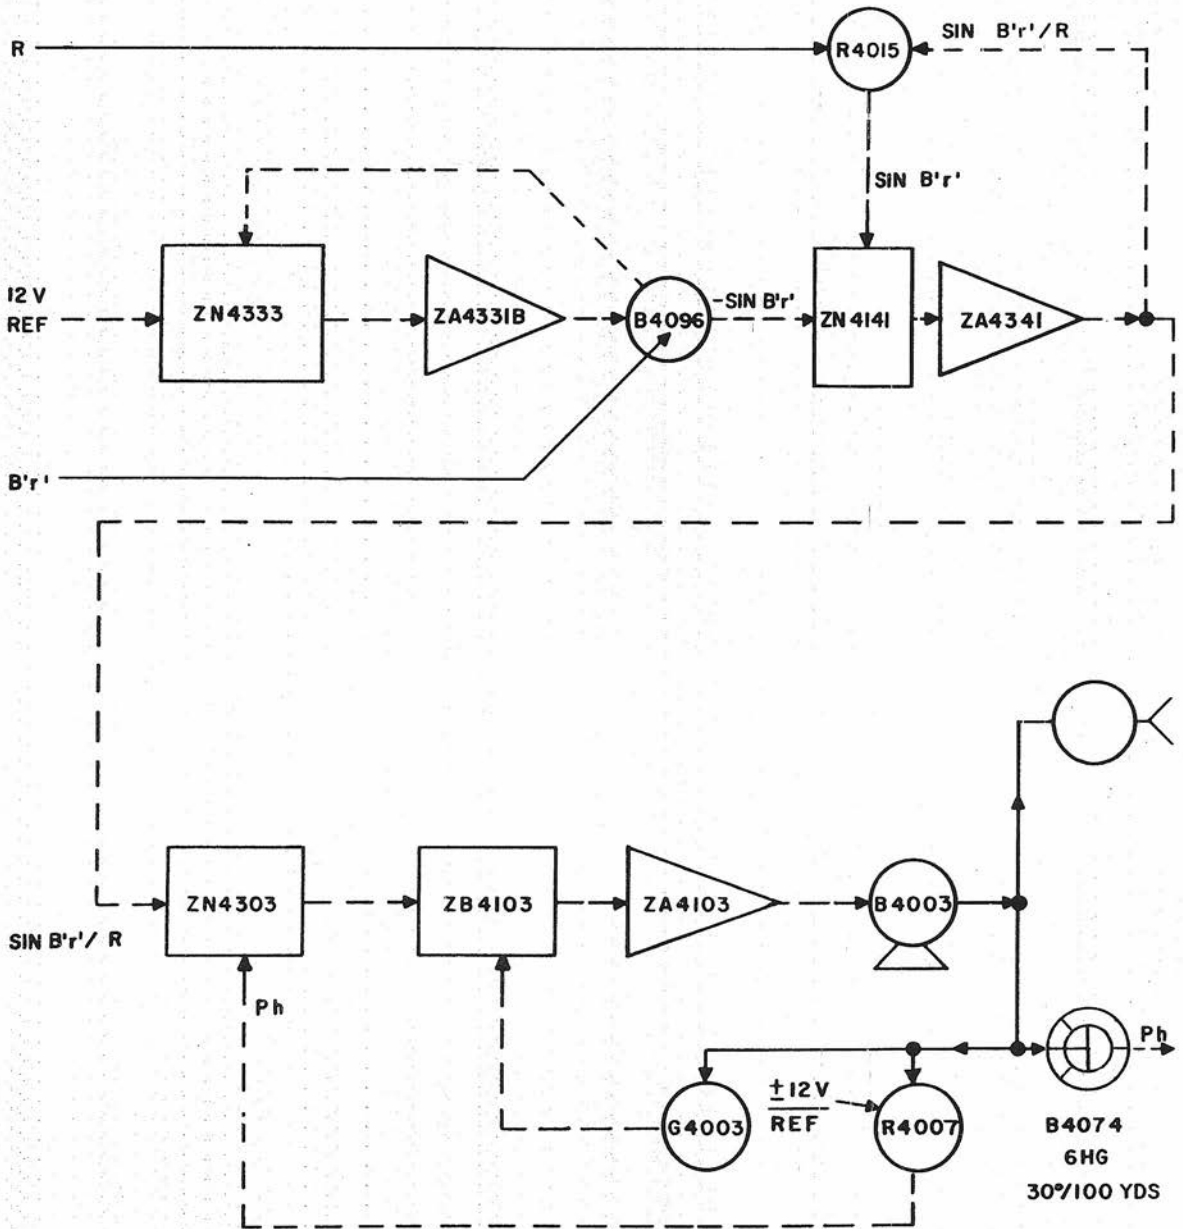 R
R4015
SIN B'r'/R
SIN B'r'
12 V
REF
ZN4333
ZA4331B
B4096
-SIN B'r'
ZN4141
ZA4341
B'r'
ZN4303
ZB4103
ZA4103
B4003
SIN B'r'/ R
Ph
Ph
±12V
REF
G4003
R4007
B4074
6HG
30°/100 YDS